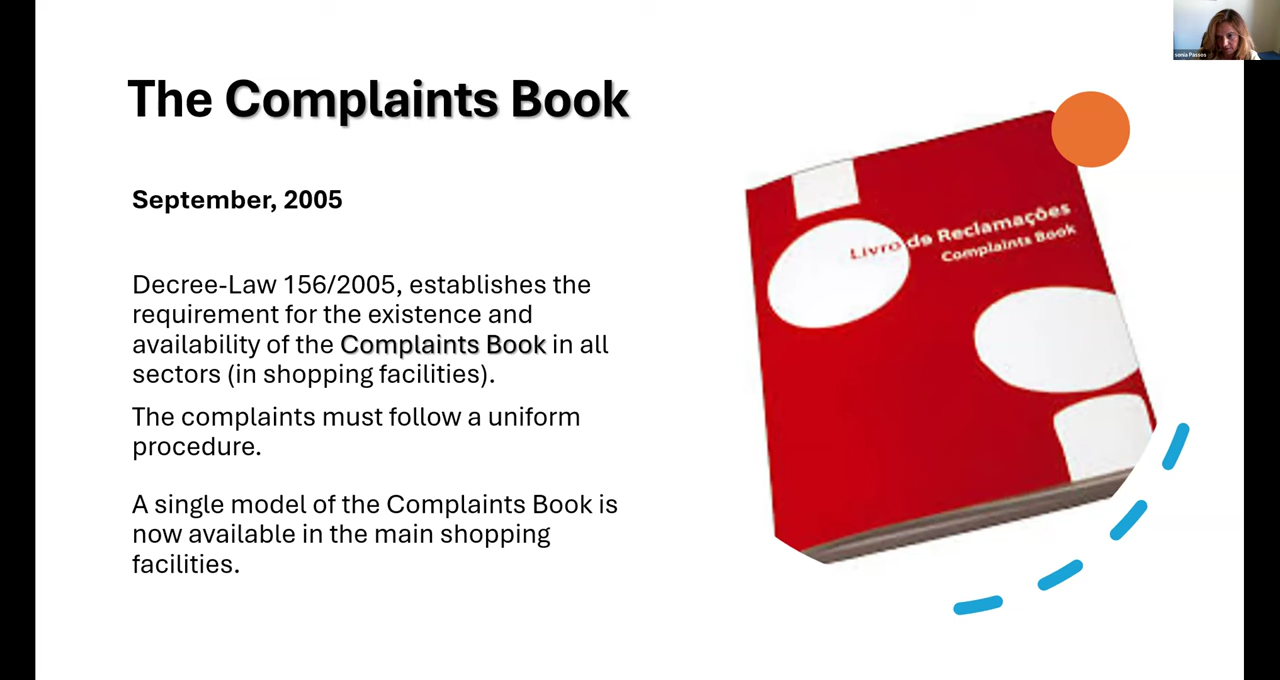 sonia Passos
The Complaints Book
September, 2005
Decree-Law 156/2005, establishes the
requirement for the existence and
availability of the Complaints Book in all
sectors (in shopping facilities).
The complaints must follow a uniform
procedure.
A single model of the Complaints Book is
now available in the main shopping
facilities.
Livro de Reclamações
Complaints Book